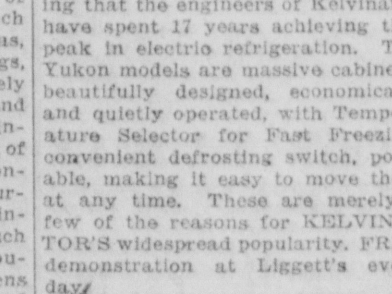 ing that the engineers of Kelvina
have spent 17 years achieving t
peak in electric refrigeration. T
Yukon models are massive cabine
beautifully designed, economica
and quietly operated, with Temp
ature Selector for Fast Freezi
convenient defrosting switch, po
able, making it easy to move th
at any time. These are merely
few of the reasons for KELVIN
TOR'S widespread popularity. FR
demonstration at Liggett's eve
day